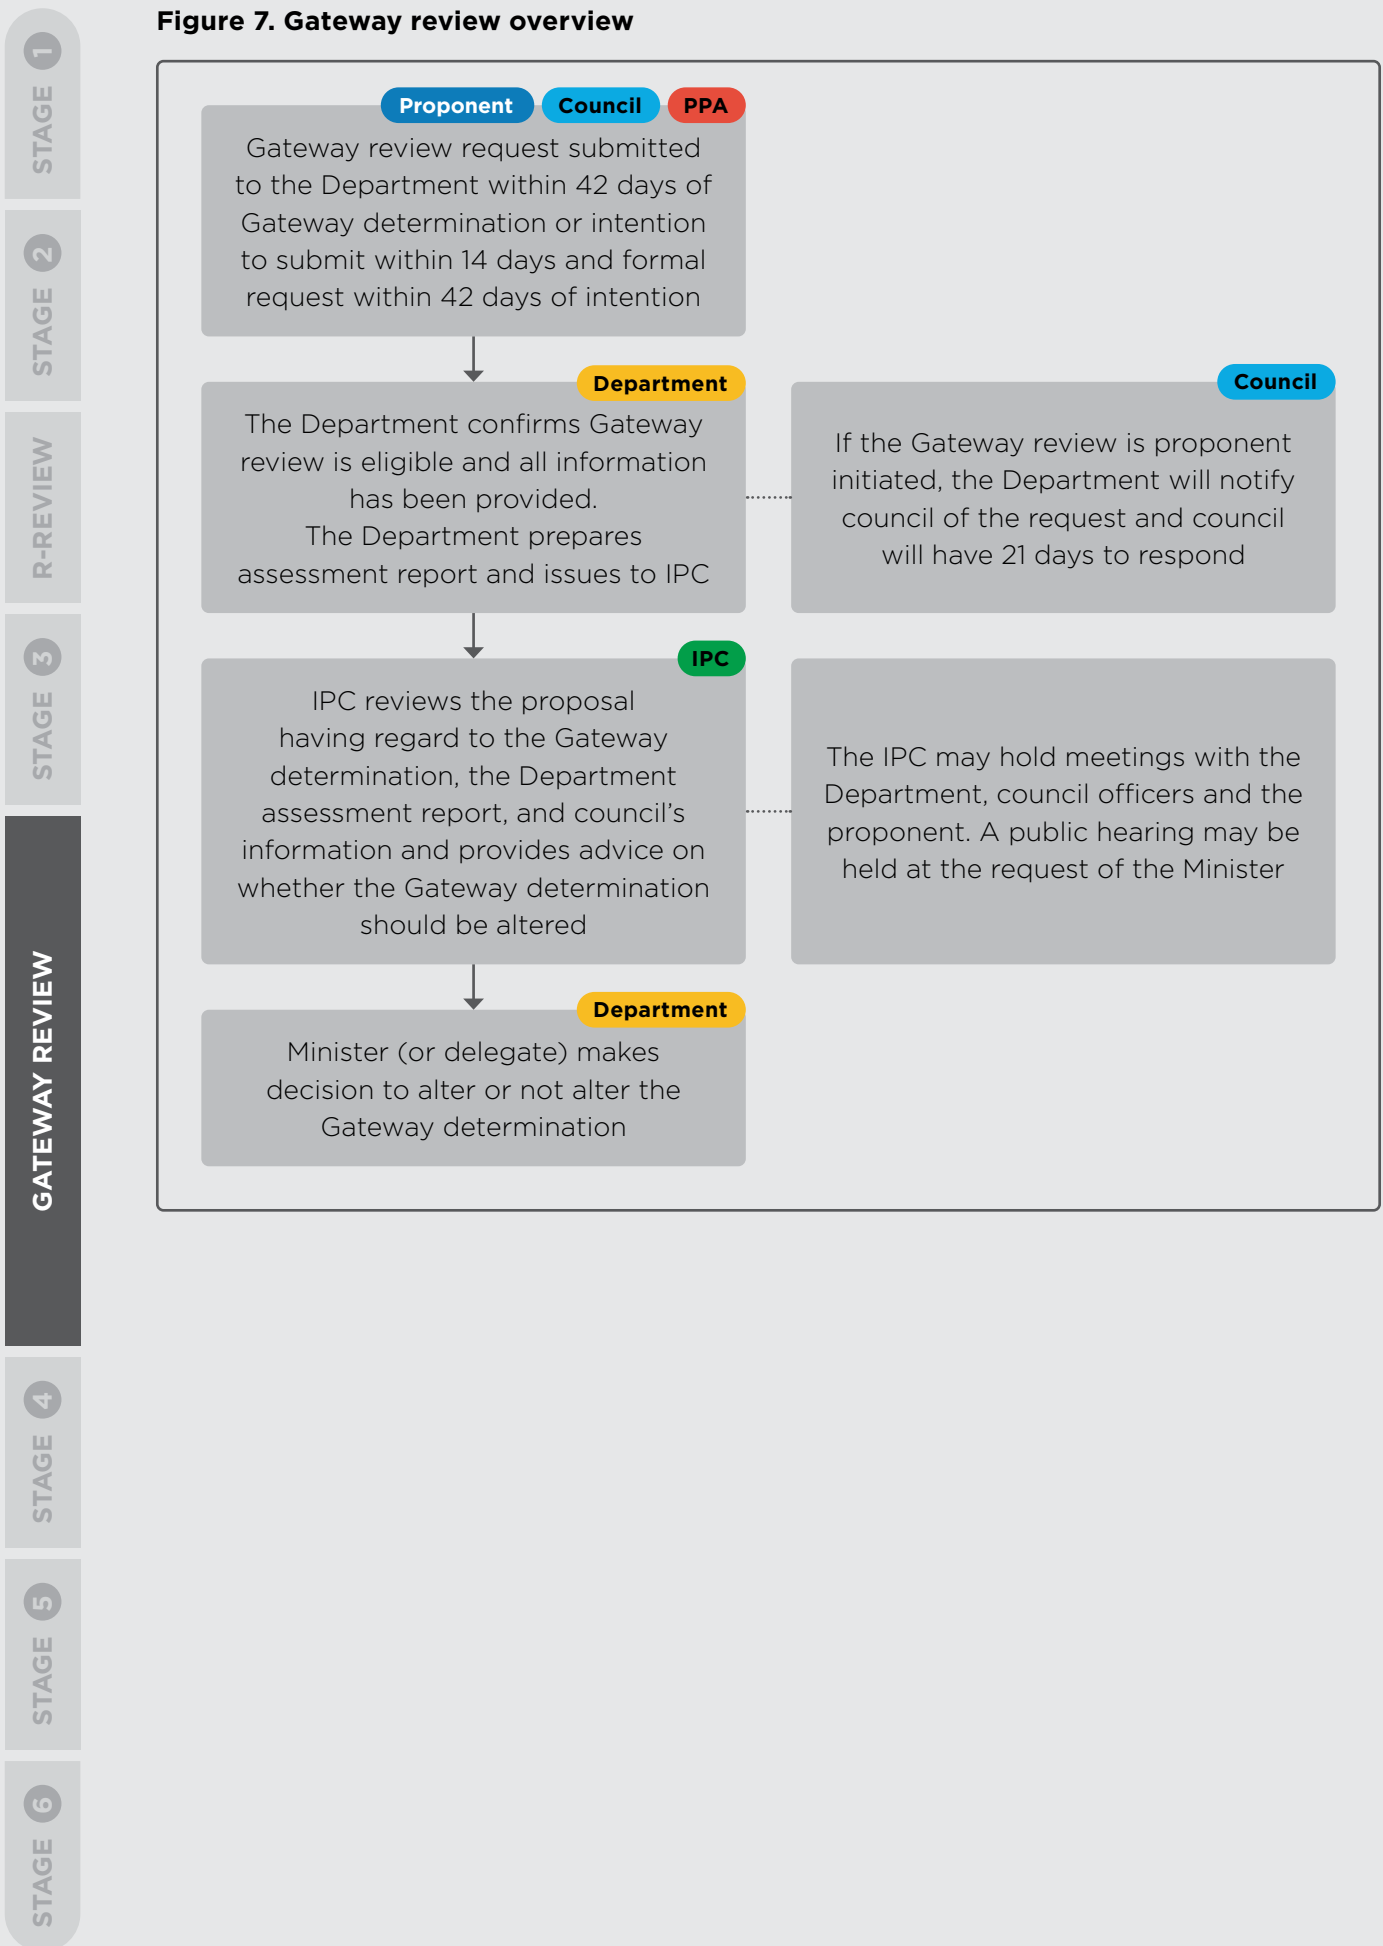 Figure 7. Gateway review overview
STAGE 1
STAGE 2
R-REVIEW
STAGE 3
GATEWAY REVIEW
STAGE 4
STAGE 5
STAGE 6
Proponent
Council
PPA
Gateway review request submitted
to the Department within 42 days of
Gateway determination or intention
to submit within 14 days and formal
request within 42 days of intention
Department
The Department confirms Gateway
review is eligible and all information
has been provided.
The Department prepares
assessment report and issues to IPC
Council
If the Gateway review is proponent
initiated, the Department will notify
council of the request and council
will have 21 days to respond
IPC
IPC reviews the proposal
having regard to the Gateway
determination, the Department
assessment report, and council’s
information and provides advice on
whether the Gateway determination
should be altered
The IPC may hold meetings with the
Department, council officers and the
proponent. A public hearing may be
held at the request of the Minister
Department
Minister (or delegate) makes
decision to alter or not alter the
Gateway determination